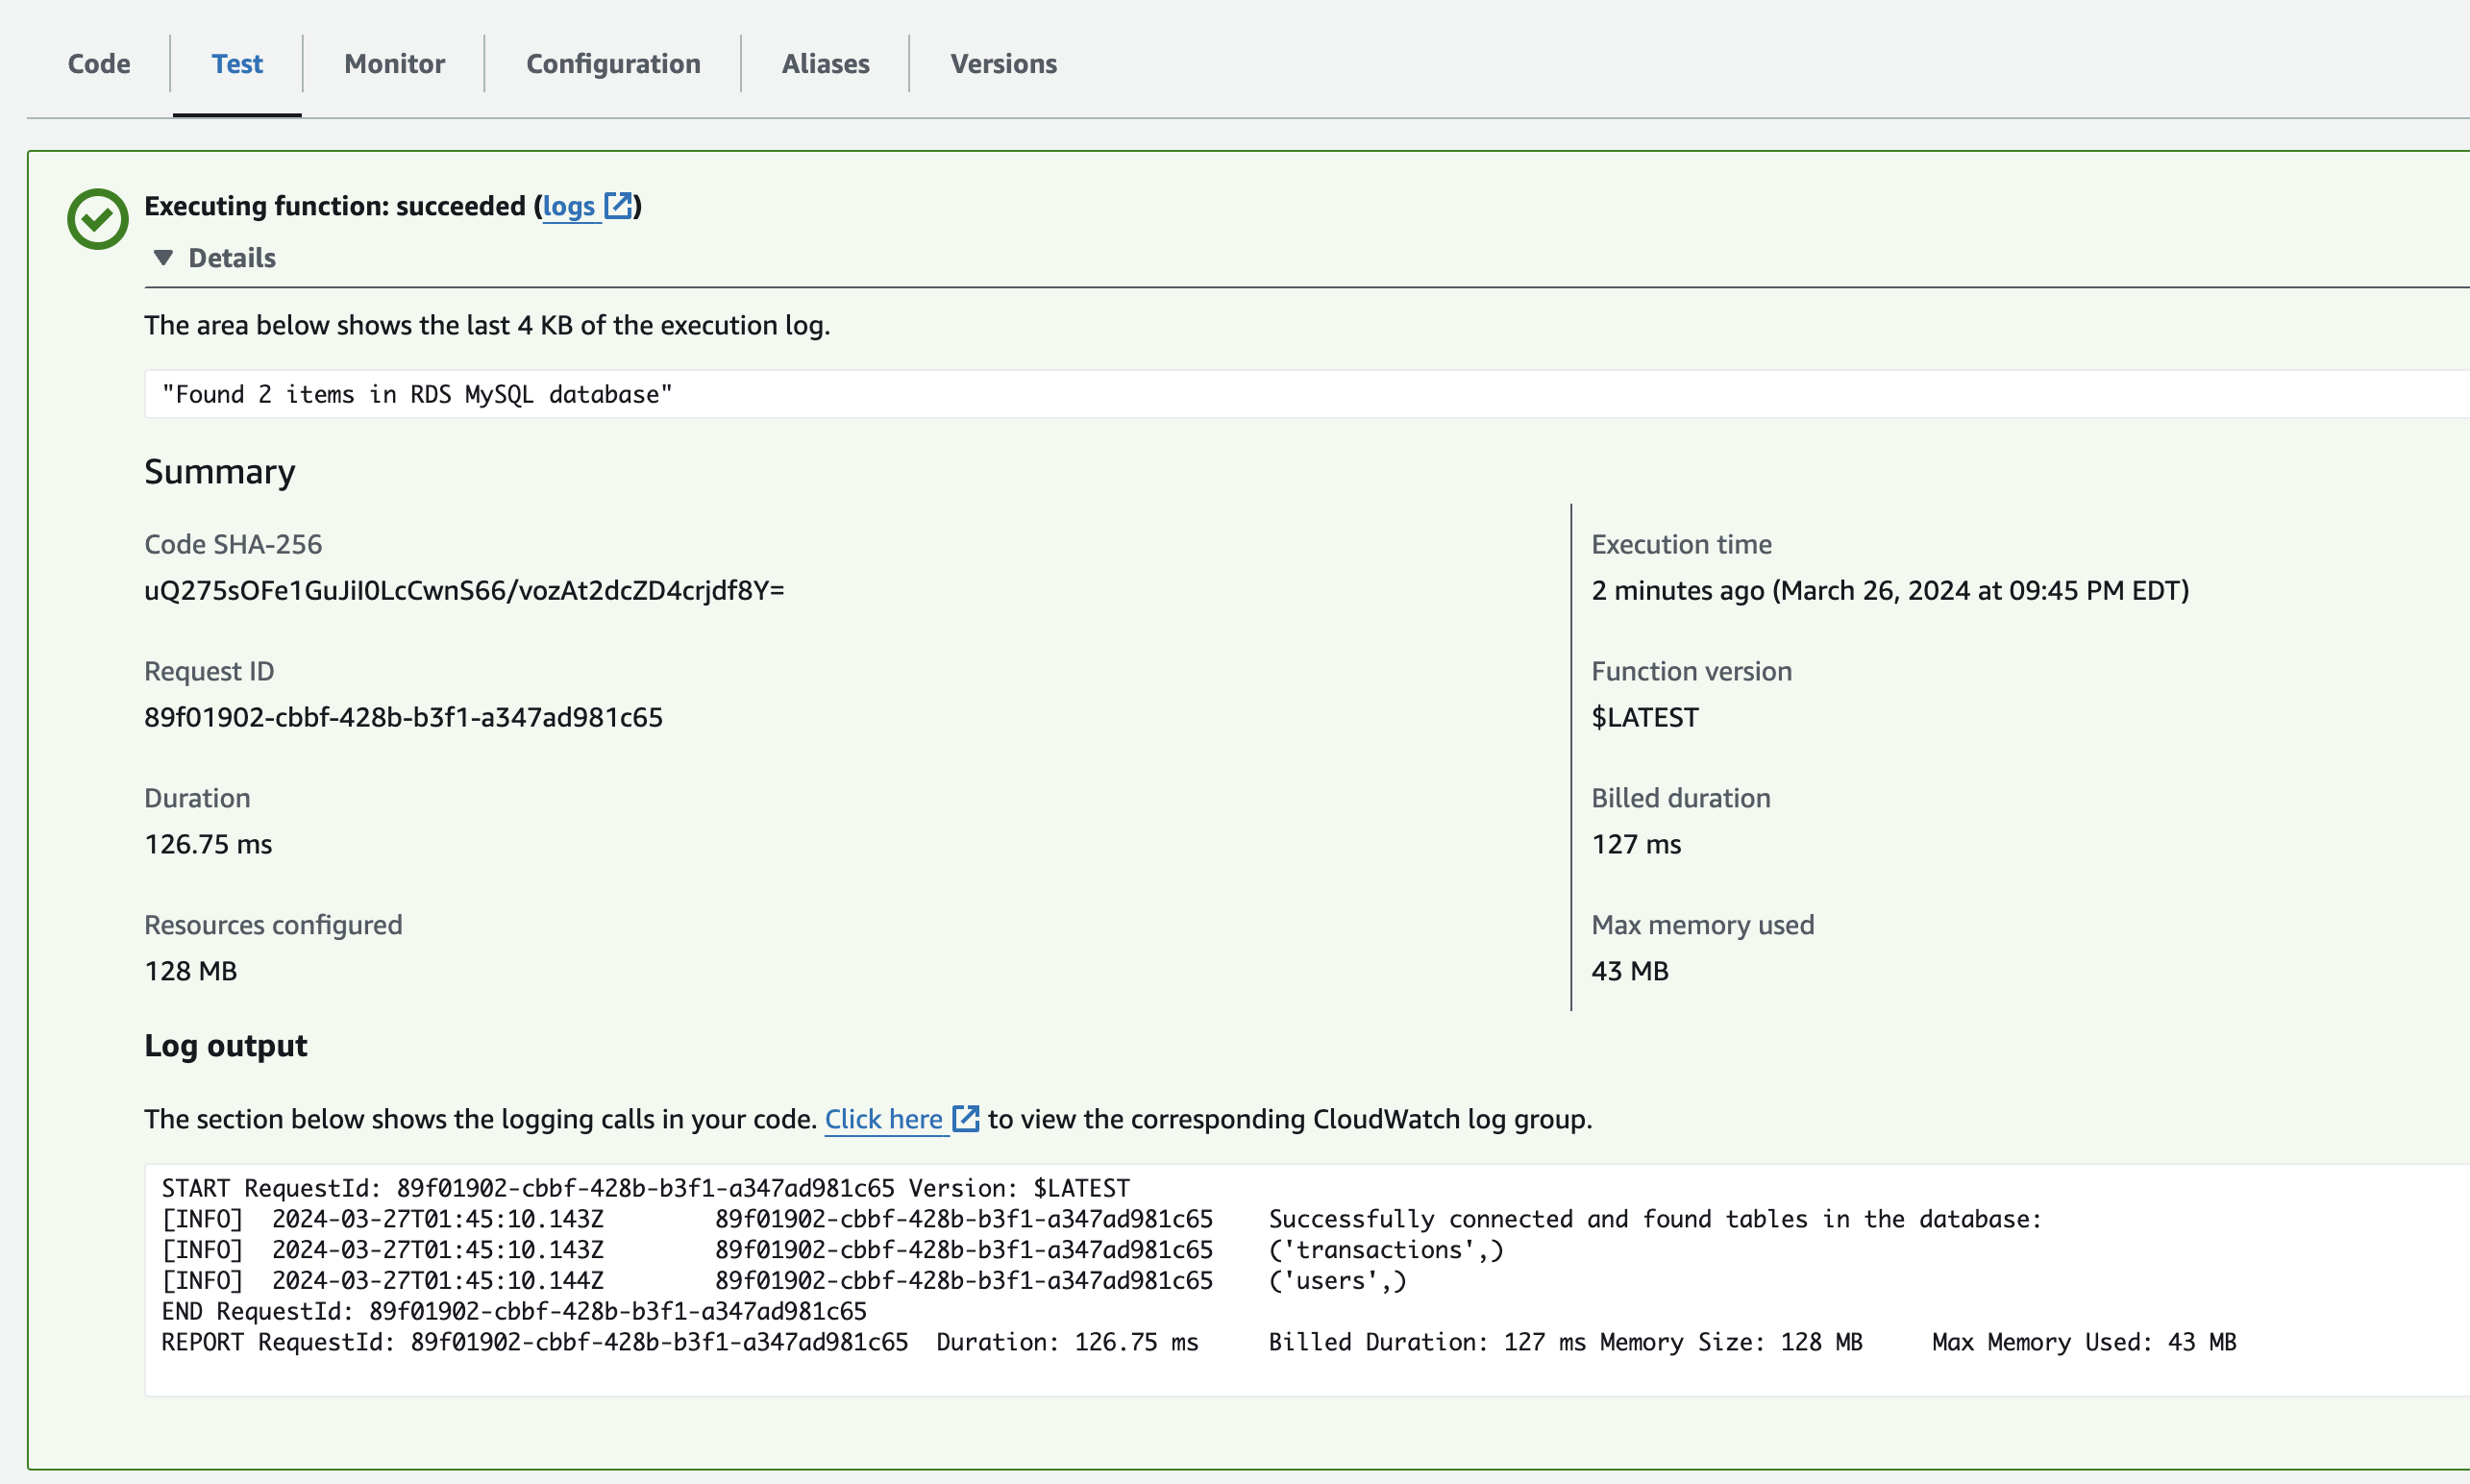 Code Test Monitor Configuration Aliases Versions
Executing function: succeeded (logs)
Details
The area below shows the last 4 KB of the execution log.
"Found 2 items in RDS MySQL database"
Summary
Code SHA-256
uQ275sOFe1GuJiI0LcCwnS66/vozAt2dcZD4crjdf8Y=
Request ID
89f01902-cbbf-428b-b3f1-a347ad981c65
Duration
126.75 ms
Resources configured
128 MB
Execution time
2 minutes ago (March 26, 2024 at 09:45 PM EDT)
Function version
$LATEST
Billed duration
127 ms
Max memory used
43 MB
Log output
The section below shows the logging calls in your code. Click here to view the corresponding CloudWatch log group.
START RequestId: 89f01902-cbbf-428b-b3f1-a347ad981c65 Version: $LATEST
[INFO] 2024-03-27T01:45:10.143Z 89f01902-cbbf-428b-b3f1-a347ad981c65 Successfully connected and found tables in the database:
[INFO] 2024-03-27T01:45:10.143Z 89f01902-cbbf-428b-b3f1-a347ad981c65 ('transactions',)
[INFO] 2024-03-27T01:45:10.144Z 89f01902-cbbf-428b-b3f1-a347ad981c65 ('users',)
END RequestId: 89f01902-cbbf-428b-b3f1-a347ad981c65
REPORT RequestId: 89f01902-cbbf-428b-b3f1-a347ad981c65 Duration: 126.75 ms Billed Duration: 127 ms Memory Size: 128 MB Max Memory Used: 43 MB